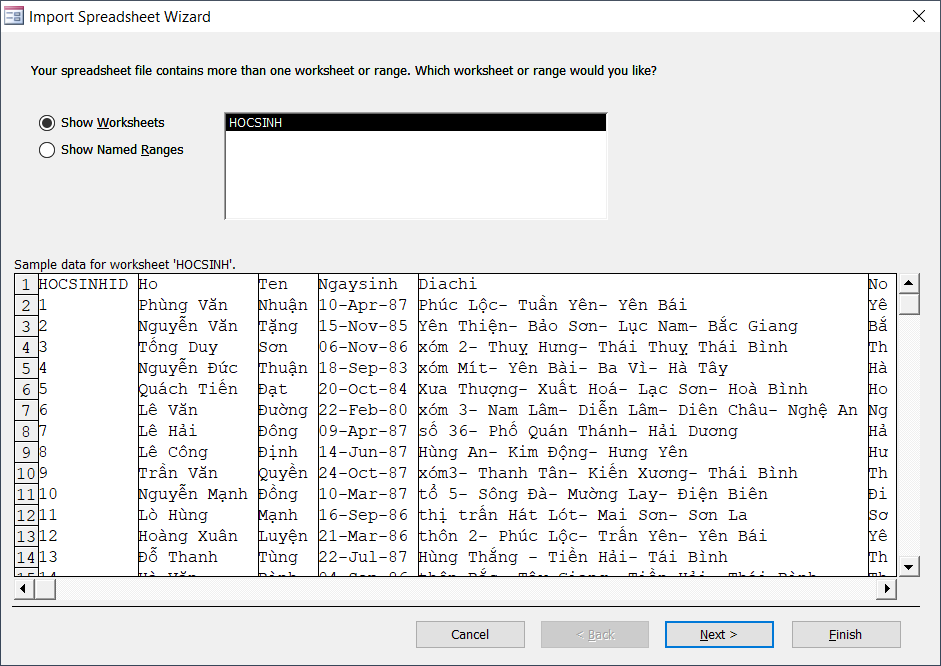 Import Spreadsheet Wizard
Your spreadsheet file contains more than one worksheet or range. Which worksheet or range would you like?
Show Worksheets
HOCSINH
Show Named Ranges
Sample data for worksheet 'HOCSINH'.
1 HOCSINHID Ho Ten Ngaysinh Diachi No
2 1 Phùng Văn Nhuận 10-Apr-87 Phúc Lộc- Tuần Yên- Yên Bái Yê
3 2 Nguyễn Văn Tặng 15-Nov-85 Yên Thiện- Bảo Sơn- Lục Nam- Bắc Giang Bắ
4 3 Tống Duy Sơn 06-Nov-86 xóm 2- Thuỵ Hưng- Thái Thuỵ Thái Bình Th
5 4 Nguyễn Đức Thuận 18-Sep-83 xóm Mít- Yên Bài- Ba Vì- Hà Tây Hà
6 5 Quách Tiến Đạt 20-Oct-84 Xưa Thượng- Xuất Hoá- Lạc Sơn- Hoà Bình Ho
7 6 Lê Văn Đường 22-Feb-80 xóm 3- Nam Lâm- Diễn Lâm- Diên Châu- Nghệ An Ng
8 7 Lê Hải Đông 09-Apr-87 số 36- Phố Quán Thánh- Hải Dương Hả
9 8 Lê Công Định 14-Jun-87 Hùng An- Kim Động- Hưng Yên Hư
10 9 Trần Văn Quyền 24-Oct-87 xóm3- Thanh Tân- Kiến Xương- Thái Bình Th
11 10 Nguyễn Mạnh Đồng 10-Mar-87 tổ 5- Sông Đà- Mường Lay- Điện Biên Đi
12 11 Lò Hùng Mạnh 16-Sep-86 thị trấn Hát Lót- Mai Sơn- Sơn La Sơ
13 12 Hoàng Xuân Luyện 21-Mar-86 thôn 2- Phúc Lộc- Trấn Yên- Yên Bái Yê
14 13 Đỗ Thanh Tùng 22-Jul-87 Hùng Thắng - Tiền Hải- Tái Bình Th
Cancel < Back Next > Finish